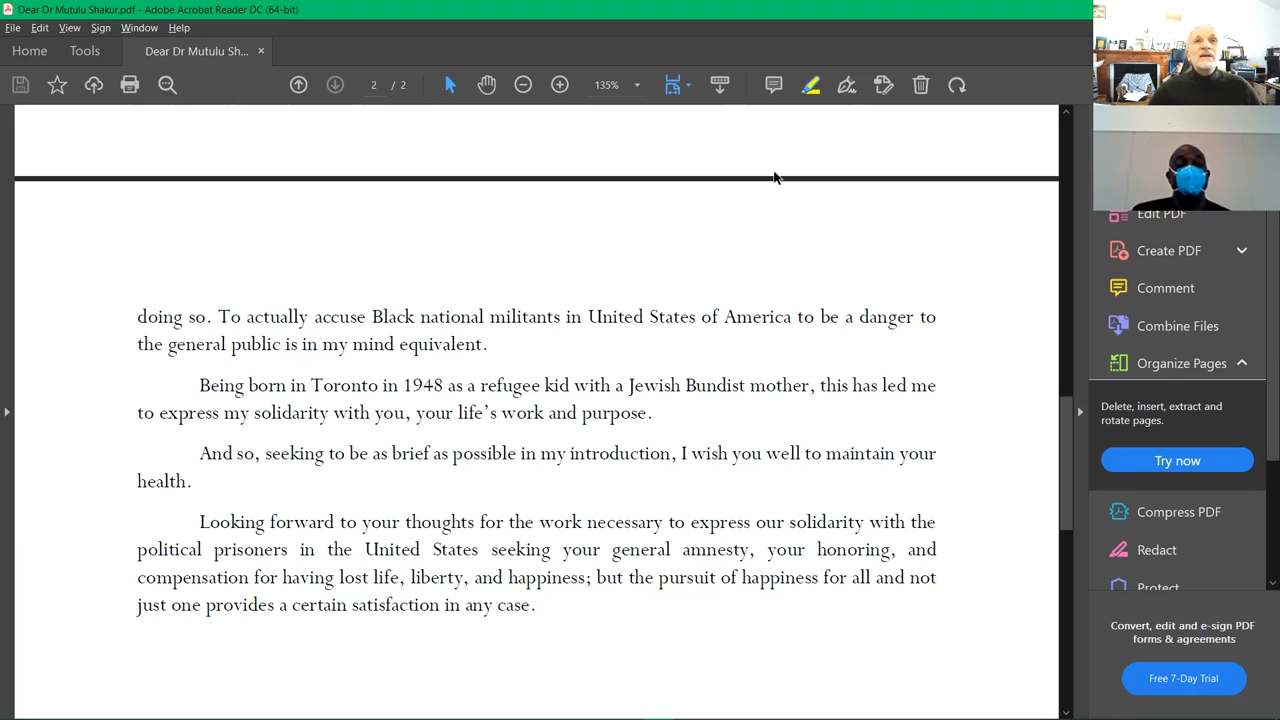 Dear Dr Mutulu Shakur.pdf - Adobe Acrobat Reader DC (64-bit)
File Edit View Sign Window Help
Home Tools Dear Dr Mutulu Sh... ×
2 / 2 135%
doing so. To actually accuse Black national militants in United States of America to be a danger to
the general public is in my mind equivalent.
Being born in Toronto in 1948 as a refugee kid with a Jewish Bundist mother, this has led me
to express my solidarity with you, your life's work and purpose.
And so, seeking to be as brief as possible in my introduction, I wish you well to maintain your
health.
Looking forward to your thoughts for the work necessary to express our solidarity with the
political prisoners in the United States seeking your general amnesty, your honoring, and
compensation for having lost life, liberty, and happiness; but the pursuit of happiness for all and not
just one provides a certain satisfaction in any case.
Edit PDF
Create PDF
Comment
Combine Files
Organize Pages
Delete, insert, extract and
rotate pages.
Try now
Compress PDF
Redact
Protect
Convert, edit and e-sign PDF
forms & agreements
Free 7-Day Trial